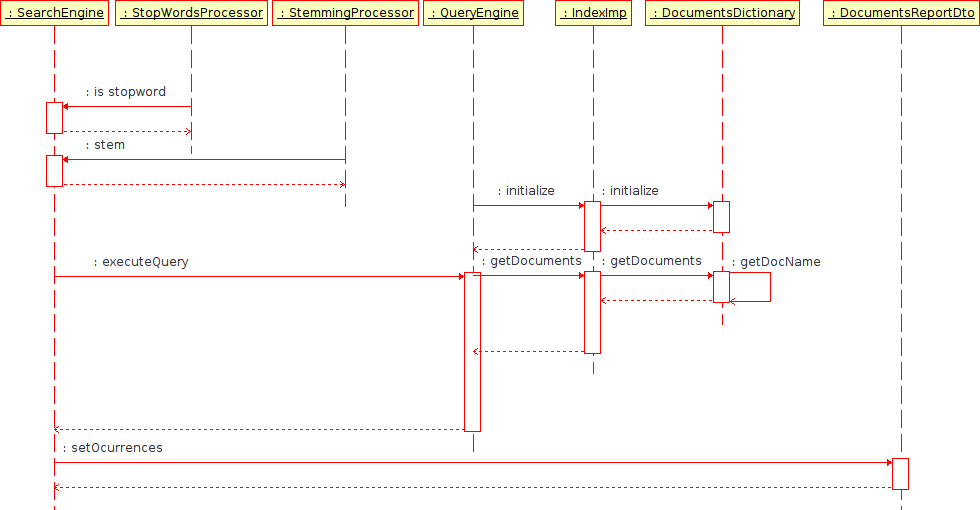 : SearchEngine
: StopWordsProcessor
: StemmingProcessor
: QueryEngine
: IndexImp
: DocumentsDictionary
: DocumentsReportDto
: is stopword
: stem
: initialize
: initialize
: executeQuery
: getDocuments
: getDocuments
: getDocName
: setOcurrences